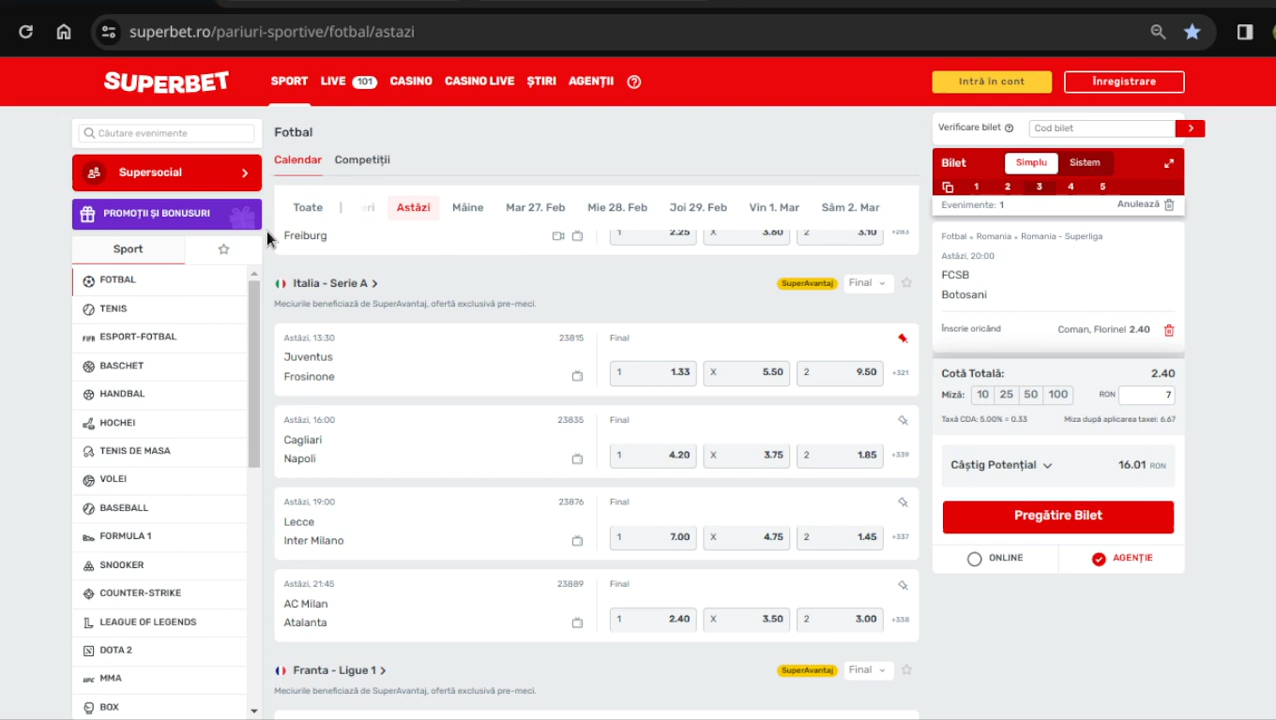 superbet.ro/pariuri-sportive/fotbal/astazi
SUPERBET
SPORT LIVE 101 CASINO CASINO LIVE ȘTIRI AGENȚII ?
Intră în cont
Înregistrare
Căutare evenimente
Supersocial
PROMOȚII ȘI BONUSURI
Sport
FOTBAL
TENIS
FIFA ESPORT-FOTBAL
BASCHET
HANDBAL
HOCHEI
TENIS DE MASA
VOLEI
BASEBALL
FORMULA 1
SNOOKER
COUNTER-STRIKE
LEAGUE OF LEGENDS
DOTA 2
UFC MMA
BOX
Fotbal
Calendar Competiții
Toate | eri Astăzi Mâine Mar 27. Feb Mie 28. Feb Joi 29. Feb Vin 1. Mar Sâm 2. Mar
Freiburg 1 2.25 X 3.60 2 3.10 +283
Italia - Serie A SuperAvantaj Final
Meciurile beneficiază de SuperAvantaj, ofertă exclusivă pre-meci.
Astăzi, 13:30 23815 Final
Juventus
Frosinone
1 1.33 X 5.50 2 9.50 +321
Astăzi, 16:00 23835 Final
Cagliari
Napoli
1 4.20 X 3.75 2 1.85 +339
Astăzi, 19:00 23876 Final
Lecce
Inter Milano
1 7.00 X 4.75 2 1.45 +337
Astăzi, 21:45 23889 Final
AC Milan
Atalanta
1 2.40 X 3.50 2 3.00 +338
Franta - Ligue 1 SuperAvantaj Final
Meciurile beneficiază de SuperAvantaj, ofertă exclusivă pre-meci.
Verificare bilet ? Cod bilet
Bilet Simplu Sistem
1 2 3 4 5
Evenimente: 1 Anulează
Fotbal Romania Romania - Superliga
Astăzi, 20:00
FCSB
Botosani
Înscrie oricând Coman, Florinel 2.40
Cotă Totală: 2.40
Miză: 10 25 50 100 RON 7
Taxă CDA: 5.00% = 0.33 Miza după aplicarea taxei: 6.67
Câștig Potențial 16.01 RON
Pregătire Bilet
ONLINE AGENȚIE